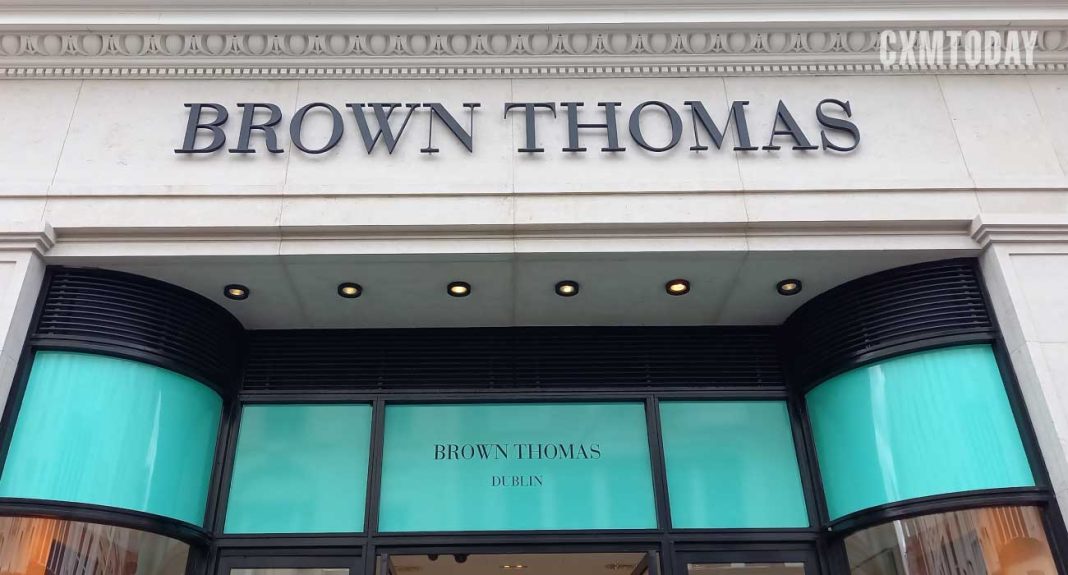 CXMTODAY
BROWN THOMAS
BROWN THOMAS
DUBLIN